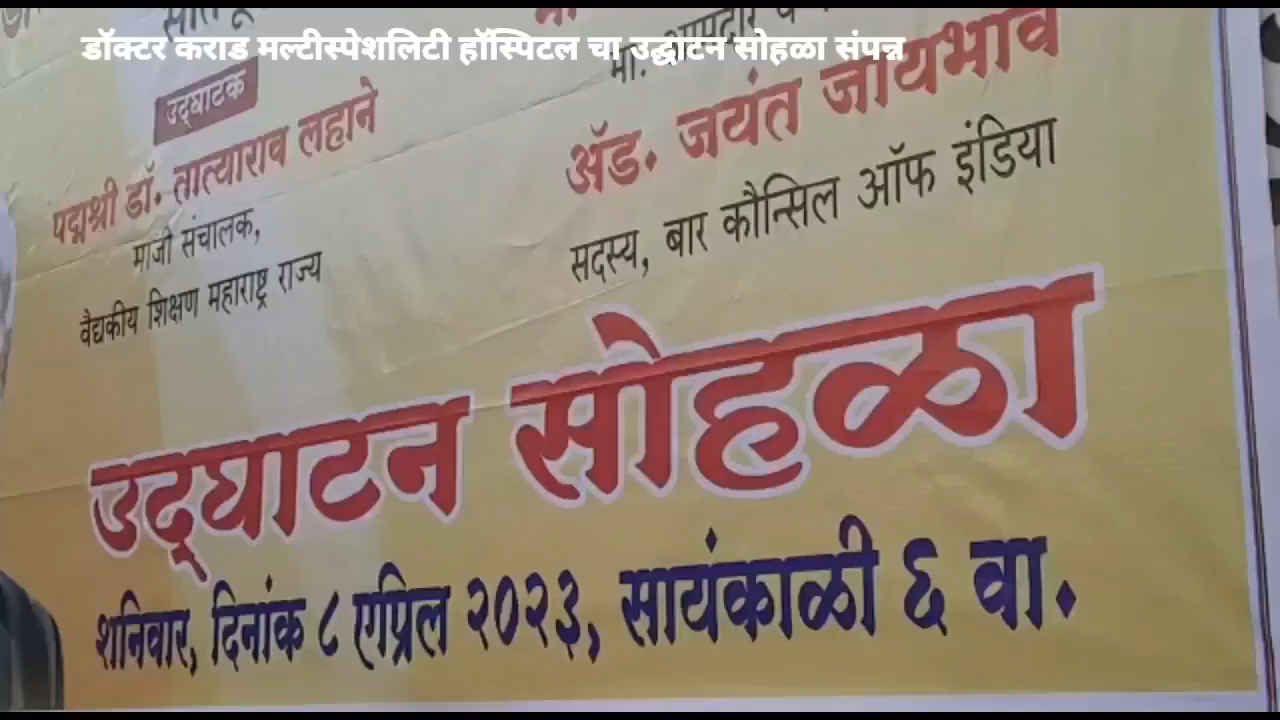 डॉक्टर कराड मल्टीस्पेशलिटी हॉस्पिटल चा उद्घाटन सोहळा संपन्न
उद्‌घाटक
पद्मश्री डॉ. तात्याराव लहाने
माजी संचालक,
वैद्यकीय शिक्षण महाराष्ट्र राज्य
ॲड. जयंत जायभावे
सदस्य, बार कौन्सिल ऑफ इंडिया
उद्‌घाटन सोहळा
शनिवार, दिनांक ८ एप्रिल २०२३, सायंकाळी ६ वा.